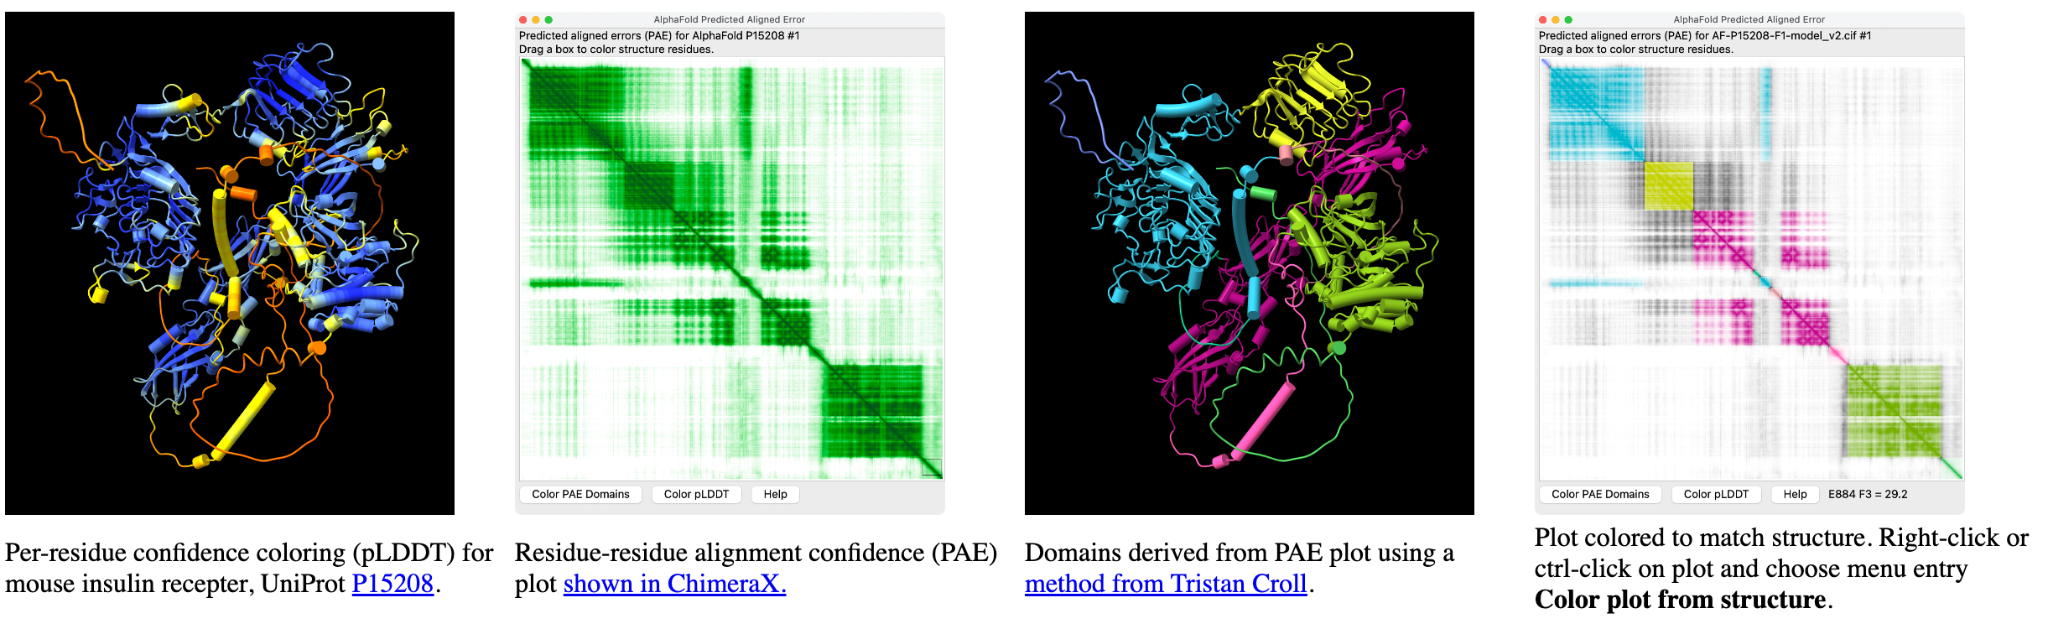 AlphaFold Predicted Aligned Error
Predicted aligned errors (PAE) for AlphaFold P15208 #1
Drag a box to color structure residues.
Color PAE Domains
Color pLDDT
Help
AlphaFold Predicted Aligned Error
Predicted aligned errors (PAE) for AF-P15208-F1-model_v2.cif #1
Drag a box to color structure residues.
Color PAE Domains
Color pLDDT
Help
E884 F3 = 29.2
Per-residue confidence coloring (pLDDT) for
mouse insulin recepter, UniProt P15208.
Residue-residue alignment confidence (PAE)
plot shown in ChimeraX.
Domains derived from PAE plot using a
method from Tristan Croll.
Plot colored to match structure. Right-click or
ctrl-click on plot and choose menu entry
Color plot from structure.